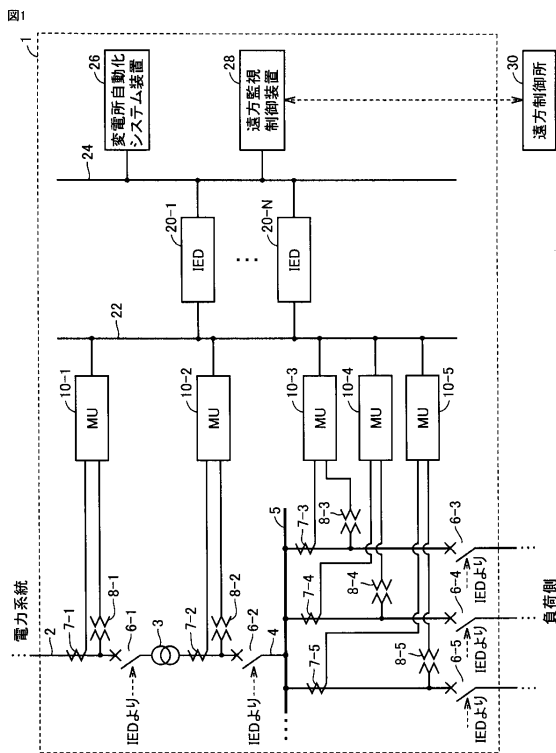 図1
1
電力系統
2
7-1
8-1
6-1
IEDより
3
7-2
8-2
6-2
IEDより
4
5
10-1
MU
10-2
MU
10-3
MU
10-4
MU
10-5
MU
22
20-1
IED
20-N
IED
24
26
変電所自動化
システム装置
28
遠方監視
制御装置
30
遠方制御所
7-3
8-3
6-3
IEDより
7-4
8-4
6-4
IEDより
7-5
8-5
6-5
IEDより
負荷側